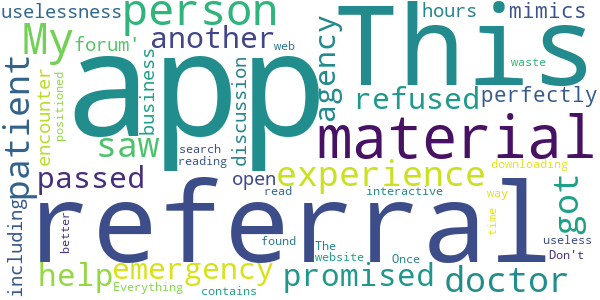 uselessness person hours mimics
My forum' another web agency This
app business discussion waste
patient encounter positioned refused perfectly
saw search material
reading downloading
passed open experience
referral read interactive way got
including better time
found useless
help emergency The promised Once doctor Don't
Everything website
contains